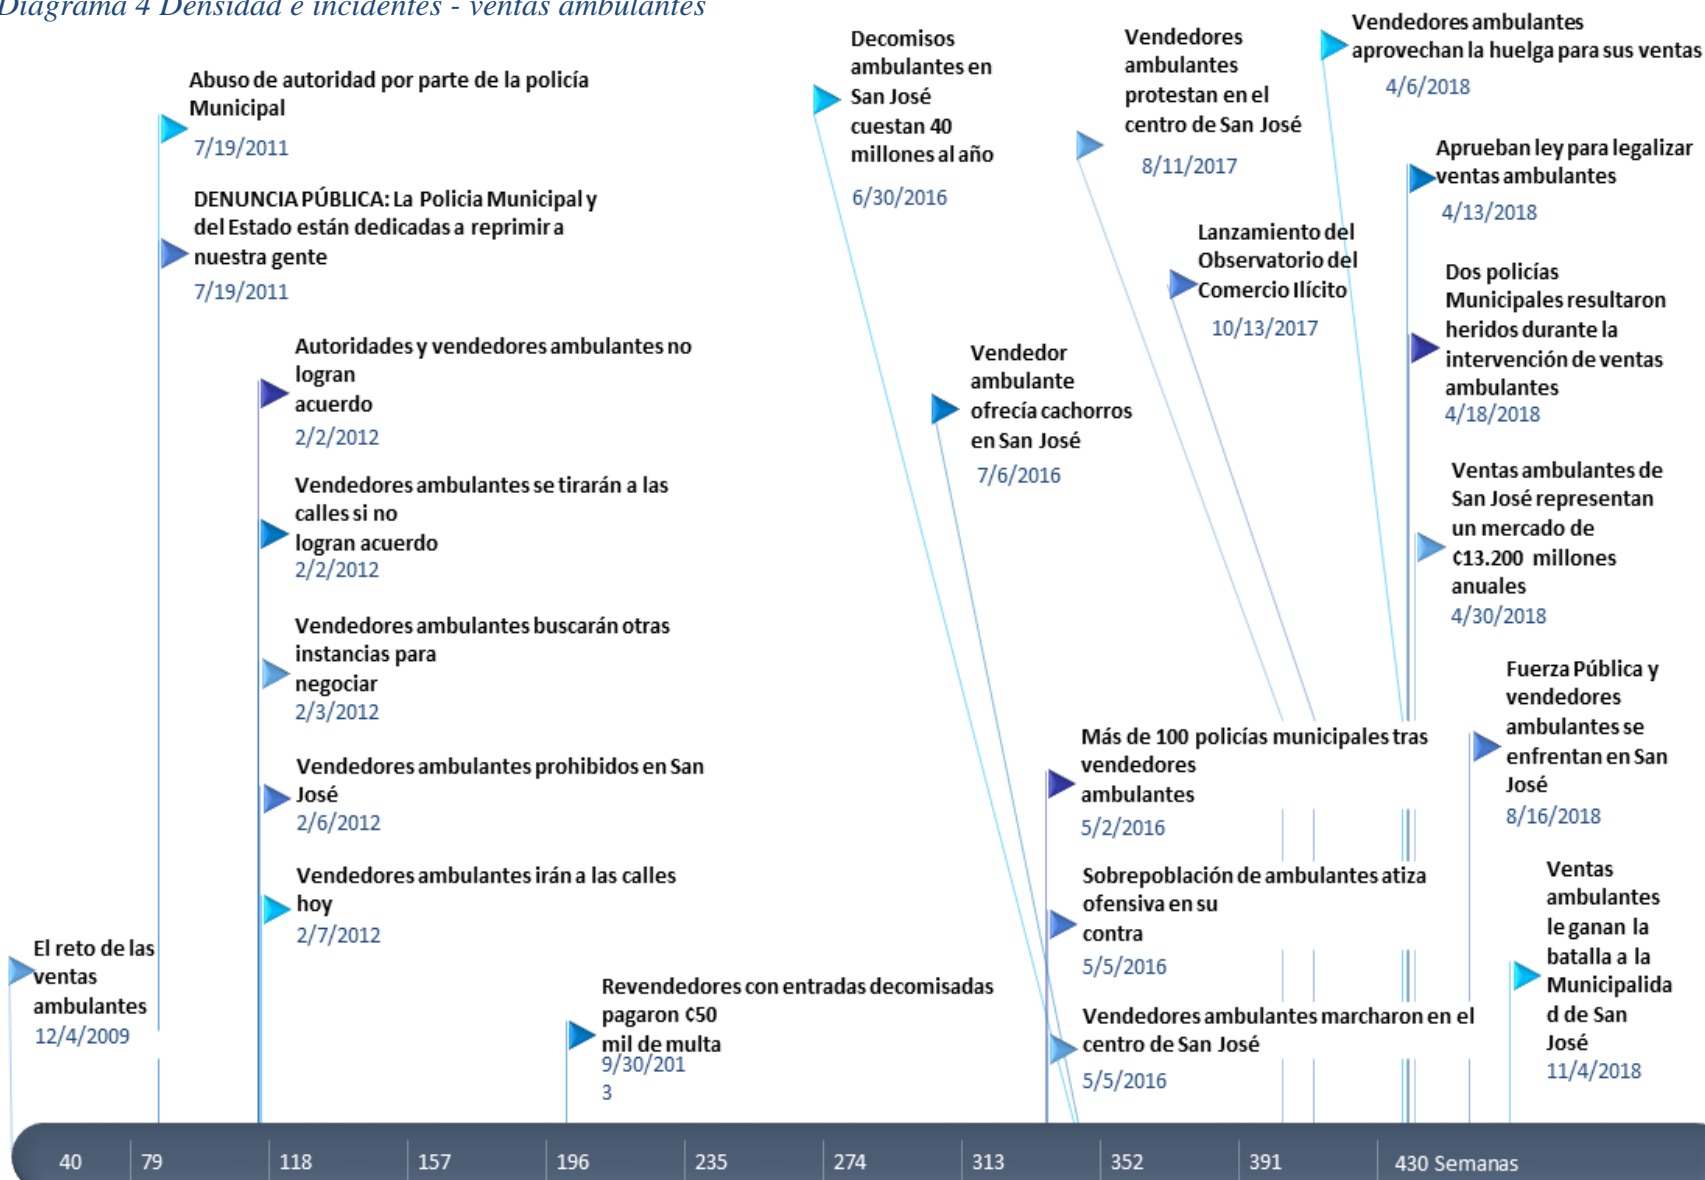 Diagrama 4 Densidad e incidentes - ventas ambulantes
Abuso de autoridad por parte de la policía
Municipal
7/19/2011
DENUNCIA PÚBLICA: La Policia Municipal y
del Estado están dedicadas a reprimir a
nuestra gente
7/19/2011
Autoridades y vendedores ambulantes no
logran
acuerdo
2/2/2012
Vendedores ambulantes se tirarán a las
calles si no
logran acuerdo
2/2/2012
Vendedores ambulantes buscarán otras
instancias para
negociar
2/3/2012
Vendedores ambulantes prohibidos en San
José
2/6/2012
Vendedores ambulantes irán a las calles
hoy
2/7/2012
El reto de las
ventas
ambulantes
12/4/2009
Revendedores con entradas decomisadas
pagaron ¢50
mil de multa
9/30/201
3
Decomisos
ambulantes en
San José
cuestan 40
millones al año
6/30/2016
Vendedor
ambulante
ofrecía cachorros
en San José
7/6/2016
Vendedores
ambulantes
protestan en el
centro de San José
8/11/2017
Lanzamiento del
Observatorio del
Comercio Ilícito
10/13/2017
Más de 100 policías municipales tras
vendedores
ambulantes
5/2/2016
Sobrepoblación de ambulantes atiza
ofensiva en su
contra
5/5/2016
Vendedores ambulantes marcharon en el
centro de San José
5/5/2016
Vendedores ambulantes
aprovechan la huelga para sus ventas
4/6/2018
Aprueban ley para legalizar
ventas ambulantes
4/13/2018
Dos policías
Municipales resultaron
heridos durante la
intervención de ventas
ambulantes
4/18/2018
Ventas ambulantes de
San José representan
un mercado de
¢13.200 millones
anuales
4/30/2018
Fuerza Pública y
vendedores
ambulantes se
enfrentan en San
José
8/16/2018
Ventas
ambulantes
le ganan la
batalla a la
Municipalida
d de San
José
11/4/2018
40 79 118 157 196 235 274 313 352 391 430 Semanas